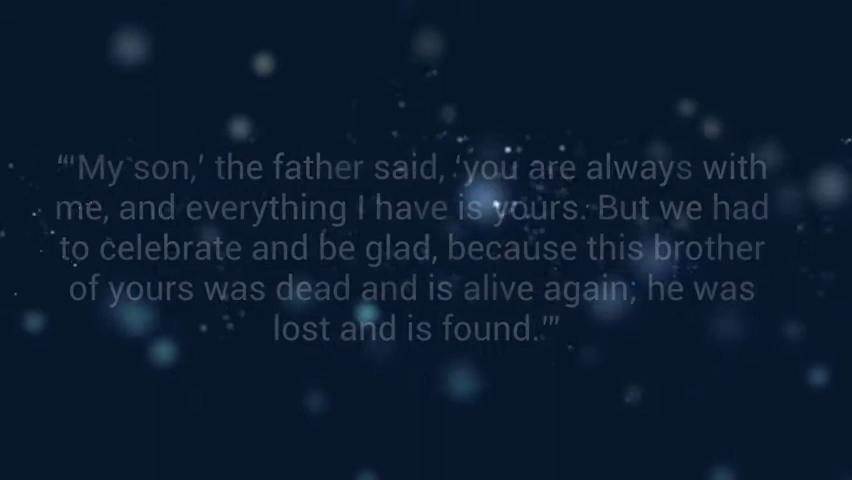 “‘My son,’ the father said, ‘you are always with
me, and everything I have is yours. But we had
to celebrate and be glad, because this brother
of yours was dead and is alive again; he was
lost and is found.’”